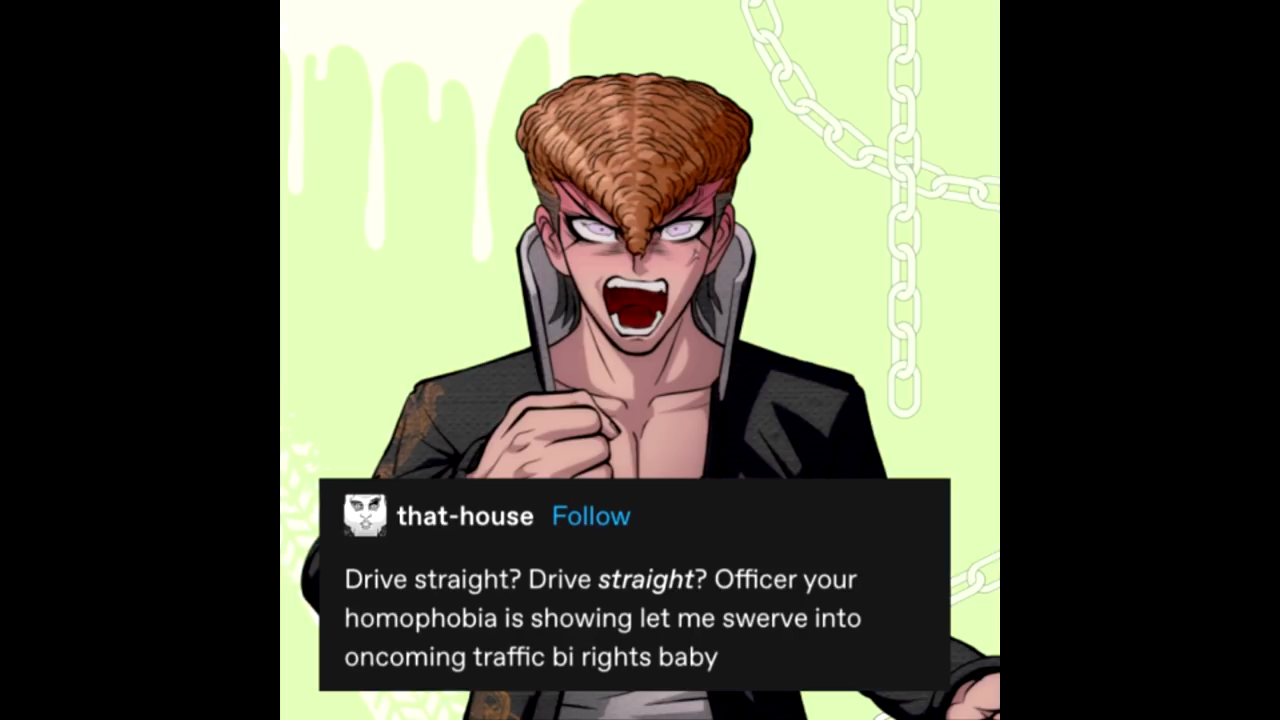 that-house Follow
Drive straight? Drive straight? Officer your
homophobia is showing let me swerve into
oncoming traffic bi rights baby